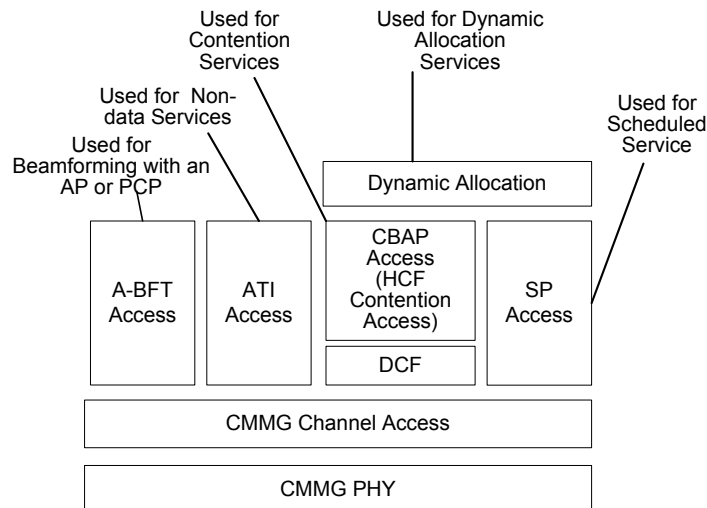 Used for
Contention
Services
Used for Dynamic
Allocation
Services
Used for Non-
data Services
Used for
Scheduled
Service
Used for
Beamforming with an
AP or PCP
Dynamic Allocation
A-BFT
Access
ATI
Access
CBAP
Access
(HCF
Contention
Access)
SP
Access
DCF
CMMG Channel Access
CMMG PHY